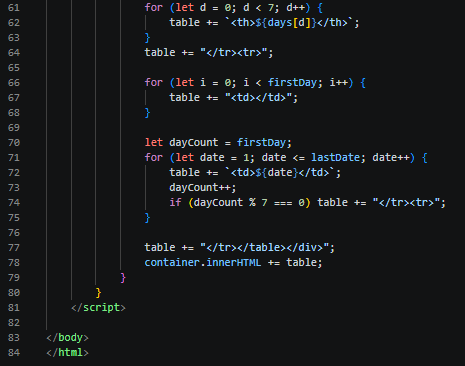 61 for (let d = 0; d < 7; d++) {
62 table += `<th>${days[d]}</th>`;
63 }
64 table += "</tr><tr>";
65
66 for (let i = 0; i < firstDay; i++) {
67 table += "<td></td>";
68 }
69
70 let dayCount = firstDay;
71 for (let date = 1; date <= lastDate; date++) {
72 table += `<td>${date}</td>`;
73 dayCount++;
74 if (dayCount % 7 === 0) table += "</tr><tr>";
75 }
76
77 table += "</tr></table></div>";
78 container.innerHTML += table;
79 }
80 }
81 </script>
82
83 </body>
84 </html>